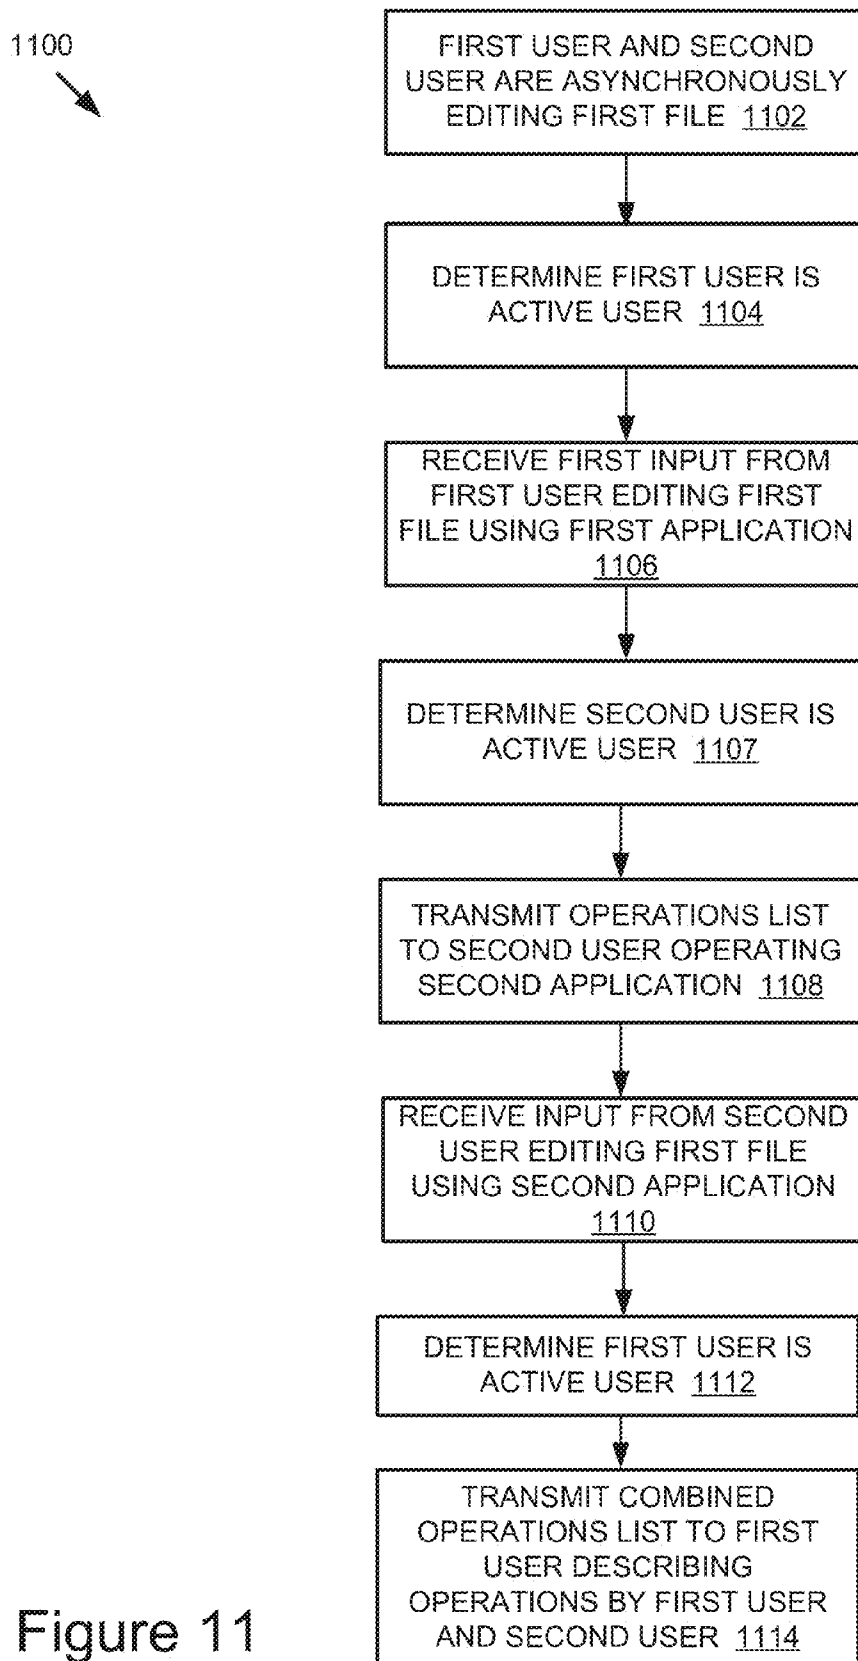 1100
FIRST USER AND SECOND
USER ARE ASYNCHRONOUSLY
EDITING FIRST FILE 1102
DETERMINE FIRST USER IS
ACTIVE USER 1104
RECEIVE FIRST INPUT FROM
FIRST USER EDITING FIRST
FILE USING FIRST APPLICATION
1106
DETERMINE SECOND USER IS
ACTIVE USER 1107
TRANSMIT OPERATIONS LIST
TO SECOND USER OPERATING
SECOND APPLICATION 1108
RECEIVE INPUT FROM SECOND
USER EDITING FIRST FILE
USING SECOND APPLICATION
1110
DETERMINE FIRST USER IS
ACTIVE USER 1112
TRANSMIT COMBINED
OPERATIONS LIST TO FIRST
USER DESCRIBING
OPERATIONS BY FIRST USER
AND SECOND USER 1114
Figure 11